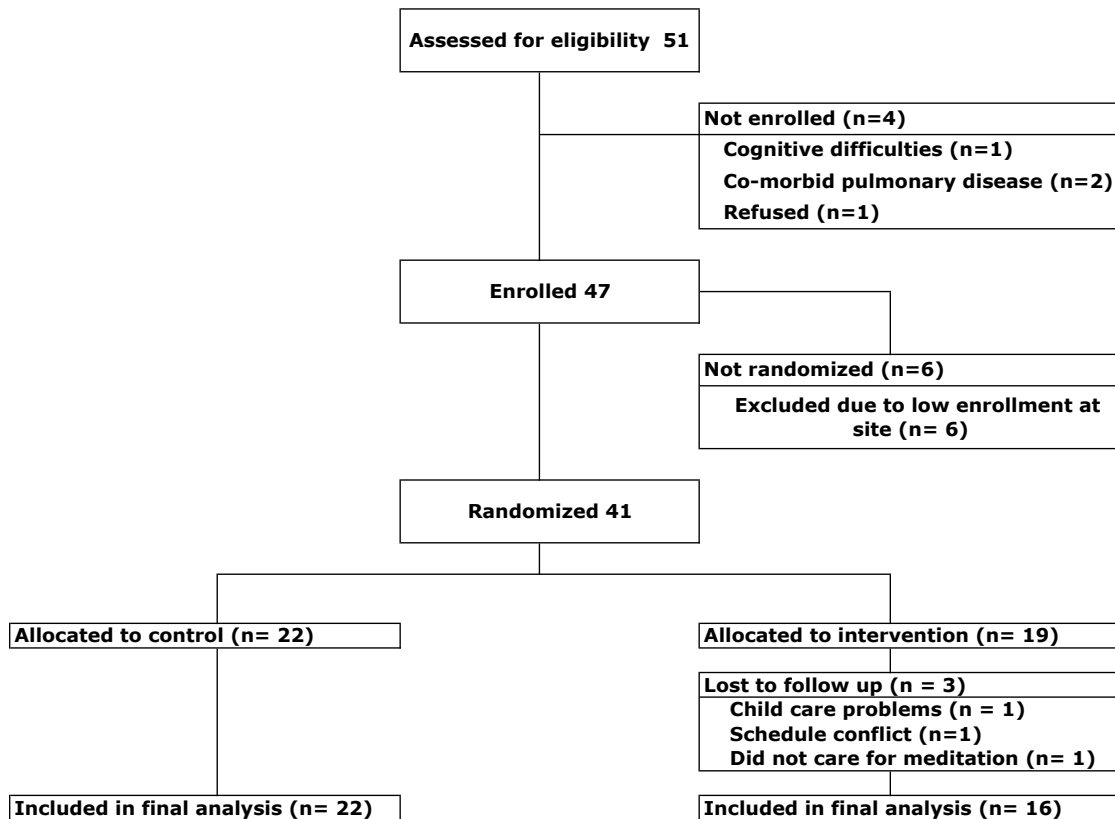 Assessed for eligibility  51
Not enrolled (n=4)
Cognitive difficulties (n=1)
Co-morbid pulmonary disease (n=2)
Refused (n=1)
Enrolled 47
Not randomized (n=6)
Excluded due to low enrollment at
site (n= 6)
Randomized 41
Allocated to control (n= 22)
Allocated to intervention (n= 19)
Lost to follow up (n = 3)
Child care problems (n = 1)
Schedule conflict (n=1)
Did not care for meditation (n= 1)
Included in final analysis (n= 22)
Included in final analysis (n= 16)